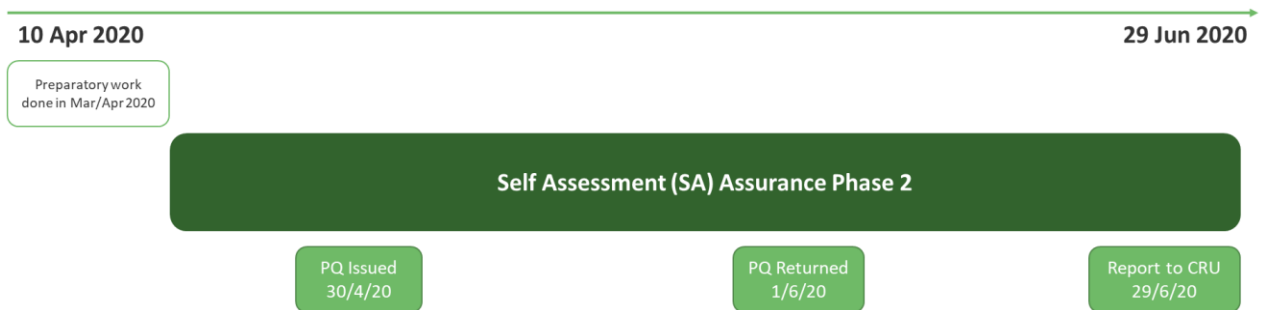 10 Apr 2020
29 Jun 2020
Preparatory work
done in Mar/Apr 2020
Self Assessment (SA) Assurance Phase 2
PQ Issued
30/4/20
PQ Returned
1/6/20
Report to CRU
29/6/20